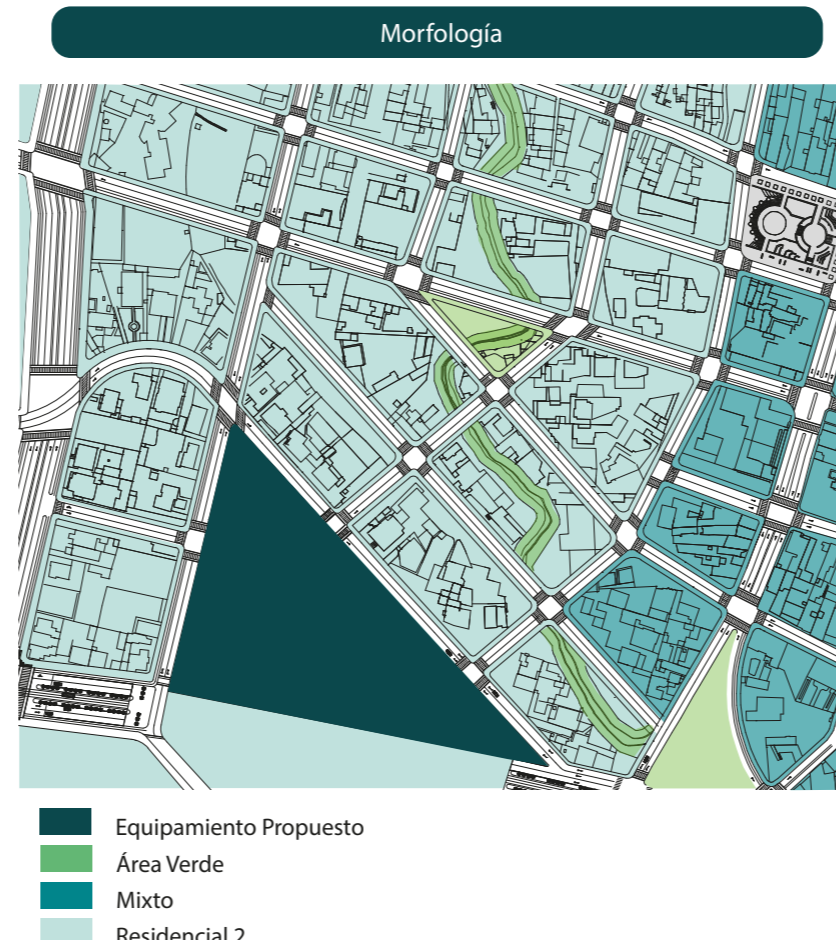 Morfología
Equipamiento Propuesto
Área Verde
Mixto
Residencial 2